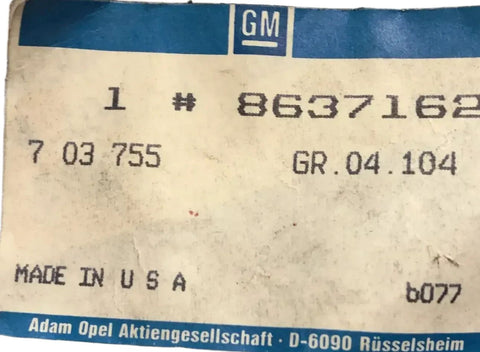 GM
1 # 8637162
7 03 755 GR.04.104
MADE IN U S A b077
Adam Opel Aktiengesellschaft · D-6090 Rüsselsheim